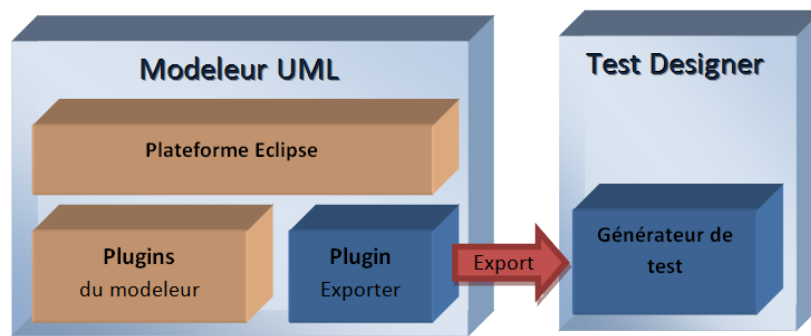 Modeleur UML
Test Designer
Plateforme Eclipse
Plugins
du modeleur
Plugin
Exporter
Export
Générateur de
test